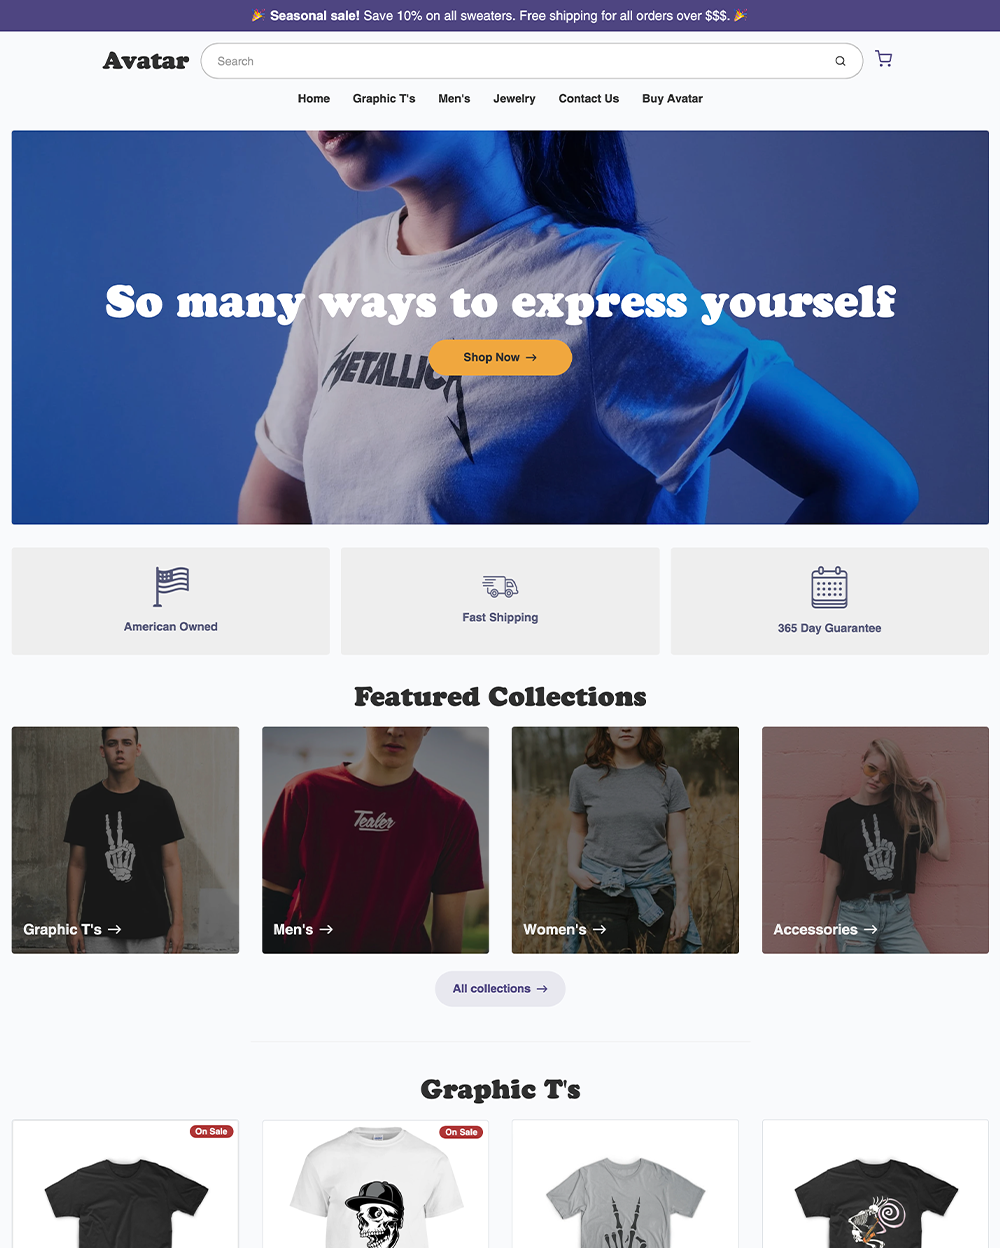 🎉 Seasonal sale! Save 10% on all sweaters. Free shipping for all orders over $$$. 🎉
Avatar
Search
Home Graphic T's Men's Jewelry Contact Us Buy Avatar
So many ways to express yourself
METALLICA
Shop Now →
American Owned
Fast Shipping
365 Day Guarantee
Featured Collections
Tealer
Graphic T's →
Men's →
Women's →
Accessories →
All collections →
Graphic T's
On Sale
On Sale